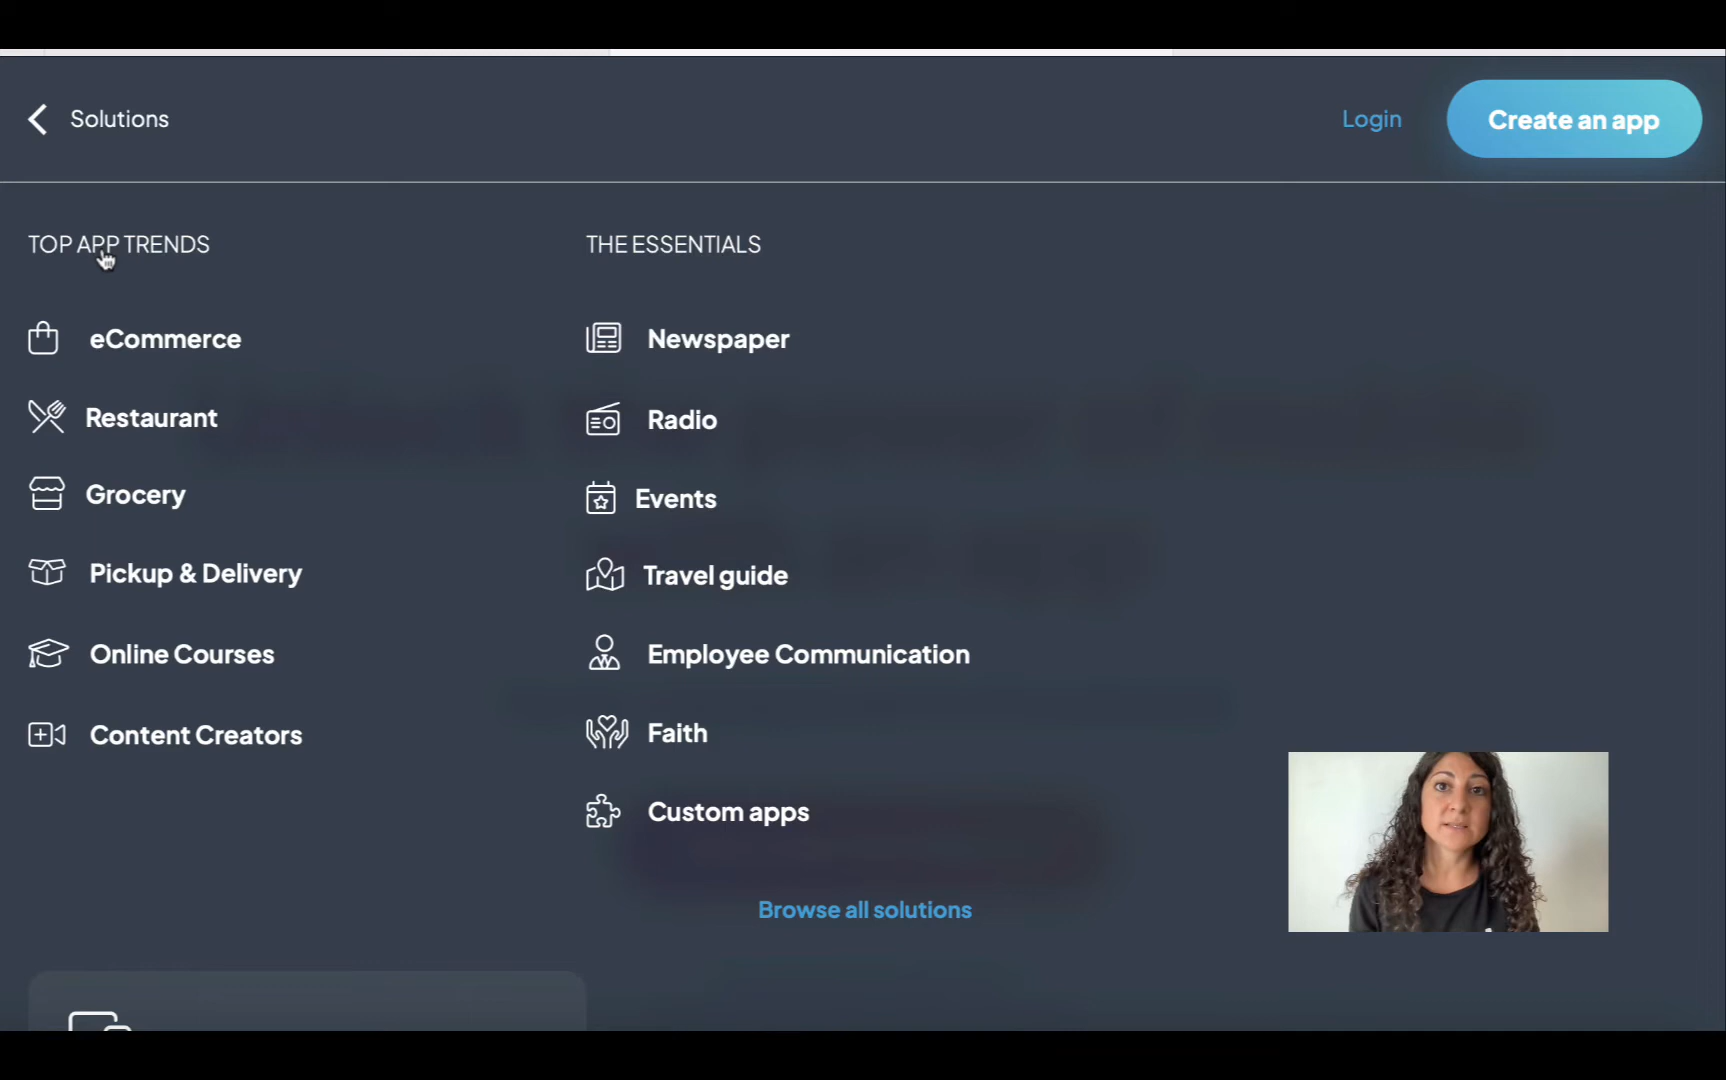 Solutions
Login
Create an app
TOP APP TRENDS
THE ESSENTIALS
eCommerce
Restaurant
Grocery
Pickup & Delivery
Online Courses
Content Creators
Newspaper
Radio
Events
Travel guide
Employee Communication
Faith
Custom apps
Browse all solutions